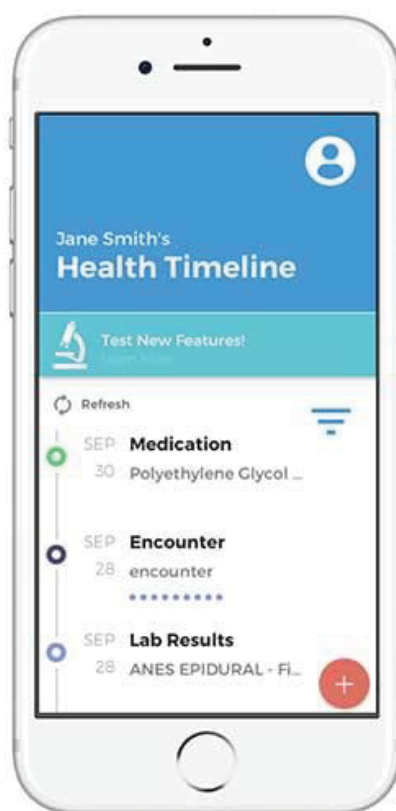 Jane Smith's
Health Timeline
Test New Features!
Refresh
SEP Medication
30 Polyethylene Glycol ...
SEP Encounter
28 encounter
SEP Lab Results
28 ANES EPIDURAL - Fi...
+